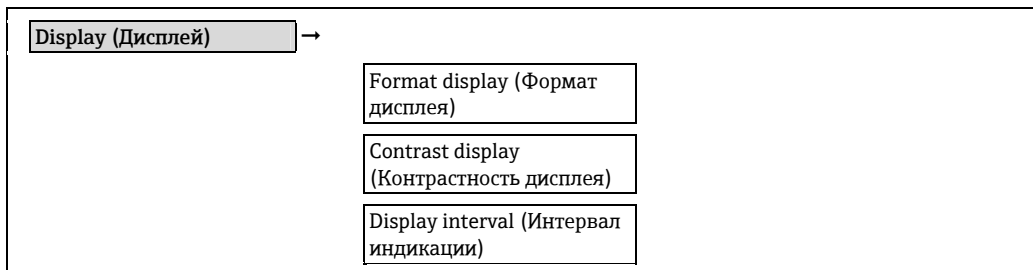 Display (Дисплей) ➞
Format display (Формат
дисплея)
Contrast display
(Контрастность дисплея)
Display interval (Интервал
индикации)